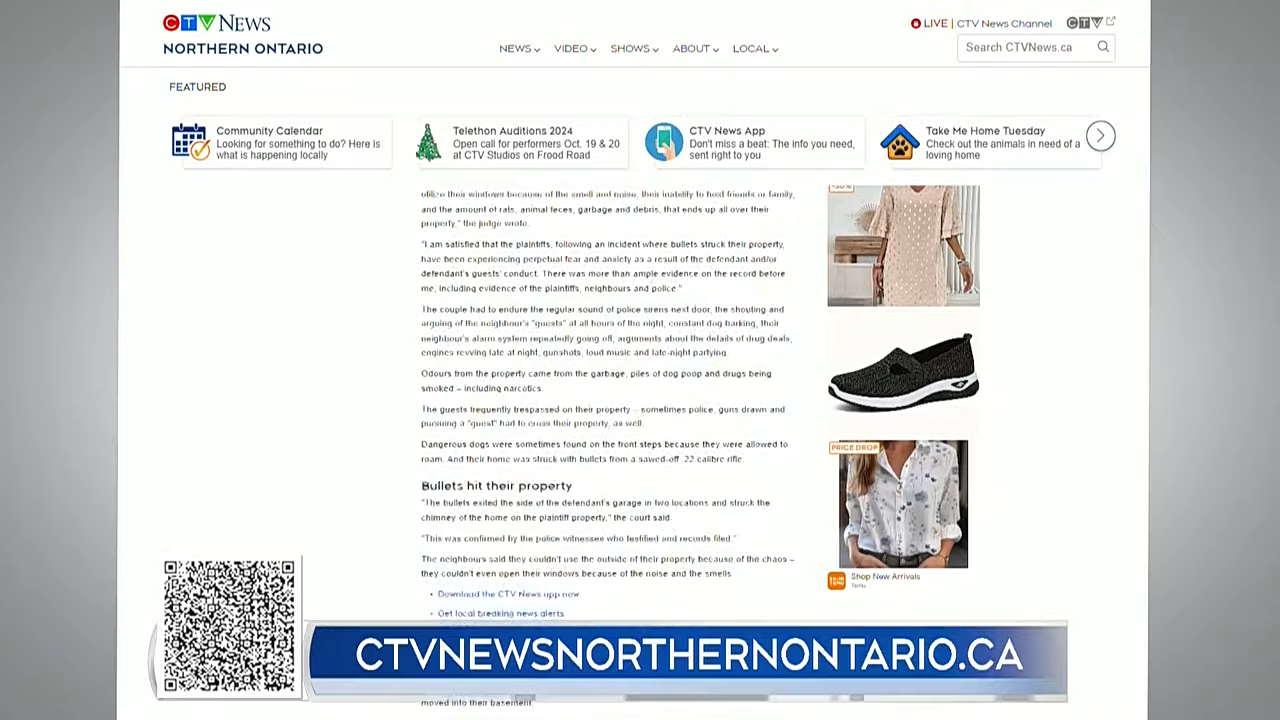 CTV NEWS
NORTHERN ONTARIO
NEWS
VIDEO
SHOWS
ABOUT
LOCAL
LIVE | CTV News Channel
CTV
Search CTVNews.ca
FEATURED
Community Calendar
Looking for something to do? Here is
what is happening locally
Telethon Auditions 2024
Open call for performers Oct. 19 & 20
at CTV Studios on Frood Road
CTV News App
Don't miss a beat: The info you need,
sent right to you
Take Me Home Tuesday
Check out the animals in need of a
loving home
utilize their windows because of the smell and noise, their inability to host friends or family,
and the amount of rats, animal feces, garbage and debris, that ends up all over their
property," the judge wrote.
"I am satisfied that the plaintiffs, following an incident where bullets struck their property,
have been experiencing perpetual fear and anxiety as a result of the defendant and/or
defendant's guests' conduct. There was more than ample evidence on the record before
me, including evidence of the plaintiffs, neighbours and police."
The couple had to endure the regular sound of police sirens next door, the shouting and
arguing of the neighbour's "guests" at all hours of the night, constant dog barking, their
neighbour's alarm system repeatedly going off, arguments about the details of drug deals,
engines revving late at night, gunshots, loud music and late-night partying.
Odours from the property came from the garbage, piles of dog poop and drugs being
smoked – including narcotics.
The guests frequently trespassed on their property – sometimes police, guns drawn and
pursuing a "guest" had to cross their property, as well.
Dangerous dogs were sometimes found on the front steps because they were allowed to
roam. And their home was struck with bullets from a sawed-off .22 calibre rifle.
Bullets hit their property
"The bullets exited the side of the defendant's garage in two locations and struck the
chimney of the home on the plaintiff property," the court said.
"This was confirmed by the police witnesses who testified and records filed."
The neighbours said they couldn't use the outside of their property because of the chaos –
they couldn't even open their windows because of the noise and the smells
• Download the CTV News app now
• Get local breaking news alerts
moved into their basement.
PRICE DROP
Shop New Arrivals
Temu
CTVNEWSNORTHERNONTARIO.CA